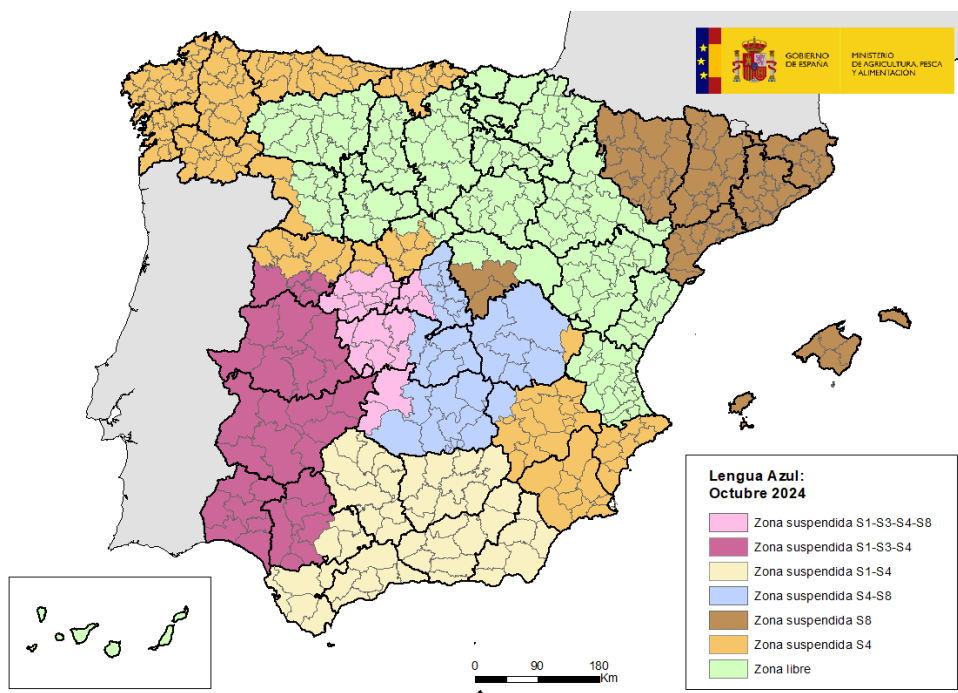 GOBIERNO
DE ESPAÑA
MINISTERIO
DE AGRICULTURA, PESCA
Y ALIMENTACIÓN
Lengua Azul:
Octubre 2024
Zona suspendida S1-S3-S4-S8
Zona suspendida S1-S3-S4
Zona suspendida S1-S4
Zona suspendida S4-S8
Zona suspendida S8
Zona suspendida S4
Zona libre
0 90 180
Km